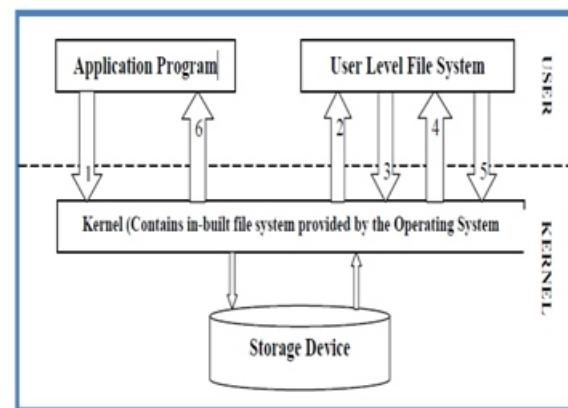 Application Program
User Level File System
USER
1
6
2
3
4
5
Kernel (Contains in-built file system provided by the Operating System
KERNEL
Storage Device